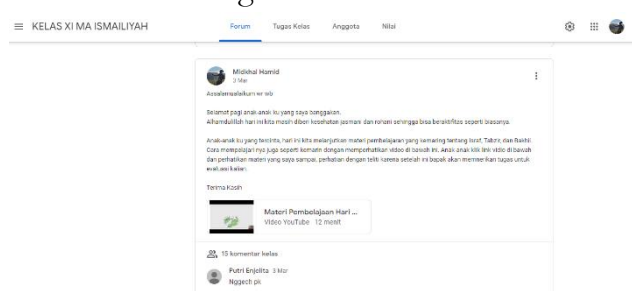 KELAS XI MA ISMAILIYAH
Forum Tugas Kelas Anggota Nilai
Midkhal Hamid
3 Mar
Assalamualaikum wr wb
Selamat pagi anak-anak ku yang saya banggakan.
Alhamdulillah hari ini kita masih diberi kesehatan jasmani dan rohani sehingga bisa beraktifitas seperti biasanya.
Anak-anak ku yang tercinta, hari ini kita melanjutkan materi pembelajaran yang kemaring tentang Israf, Tabzir, dan Bakhil.
Cara mempelajari nya juga seperti kemarin dengan memperhatikan video di bawah ini. Anak anak klik link vidio di bawah
dan perhatikan materi yang saya sampai, perhatian dengan teliti karena setelah ini bapak akan memnerikan tugas untuk
evaluasi kalian.
Terima Kasih
Materi Pembelajaan Hari ...
Video YouTube 12 menit
15 komentar kelas
Putri Enjelita 3 Mar
Nggech pk